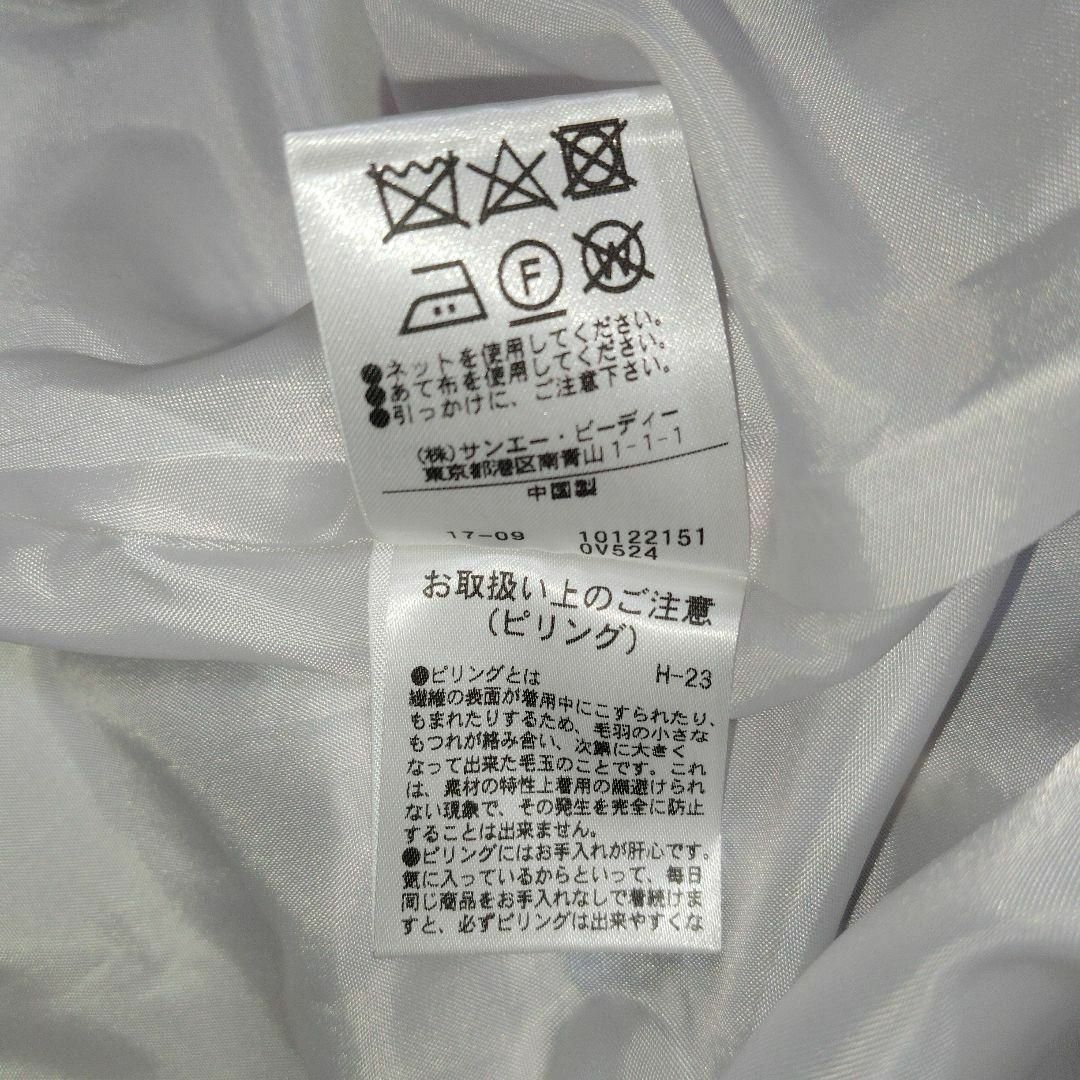 F
W
●ネットを使用してください。
●あて布を使用してください。
●引っかけに、ご注意下さい。
(株)サンエー・ビーディー
東京都港区南青山1-1-1
中国製
17-09 10122151
0V524
お取扱い上のご注意
(ピリング)
H-23
●ピリングとは
繊維の表面が着用中にこすられたり、
もまれたりするため、毛羽の小さな
もつれが絡み合い、次第に大きく
なって出来た毛玉のことです。これ
は、素材の特性上着用の際避けられ
ない現象で、その発生を完全に防止
することは出来ません。
●ピリングにはお手入れが肝心です。
気に入っているからといって、毎日
同じ商品をお手入れなしで着続けま
すと、必ずピリングは出来やすくな